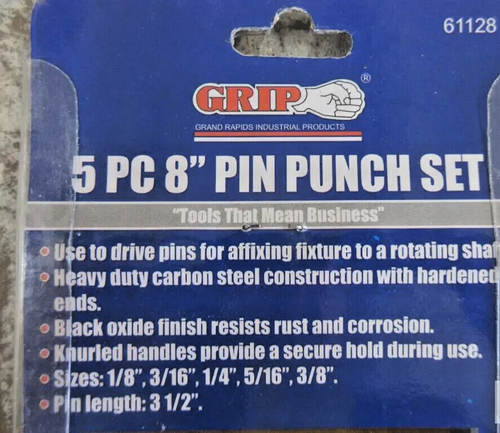 61128
GRIP®
GRAND RAPIDS INDUSTRIAL PRODUCTS
5 PC 8” PIN PUNCH SET
"Tools That Mean Business"
• Use to drive pins for affixing fixture to a rotating sha
• Heavy duty carbon steel construction with hardened
ends.
• Black oxide finish resists rust and corrosion.
• Knurled handles provide a secure hold during use.
• Sizes: 1/8”, 3/16”, 1/4”, 5/16”, 3/8”.
• Pin length: 3 1/2”.